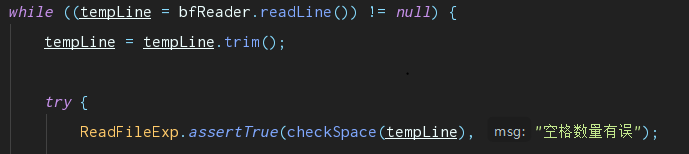 while ((tempLine = bfReader.readLine()) != null) {
tempLine = tempLine.trim();
try {
ReadFileExp.assertTrue(checkSpace(tempLine), msg: "空格数量有误");